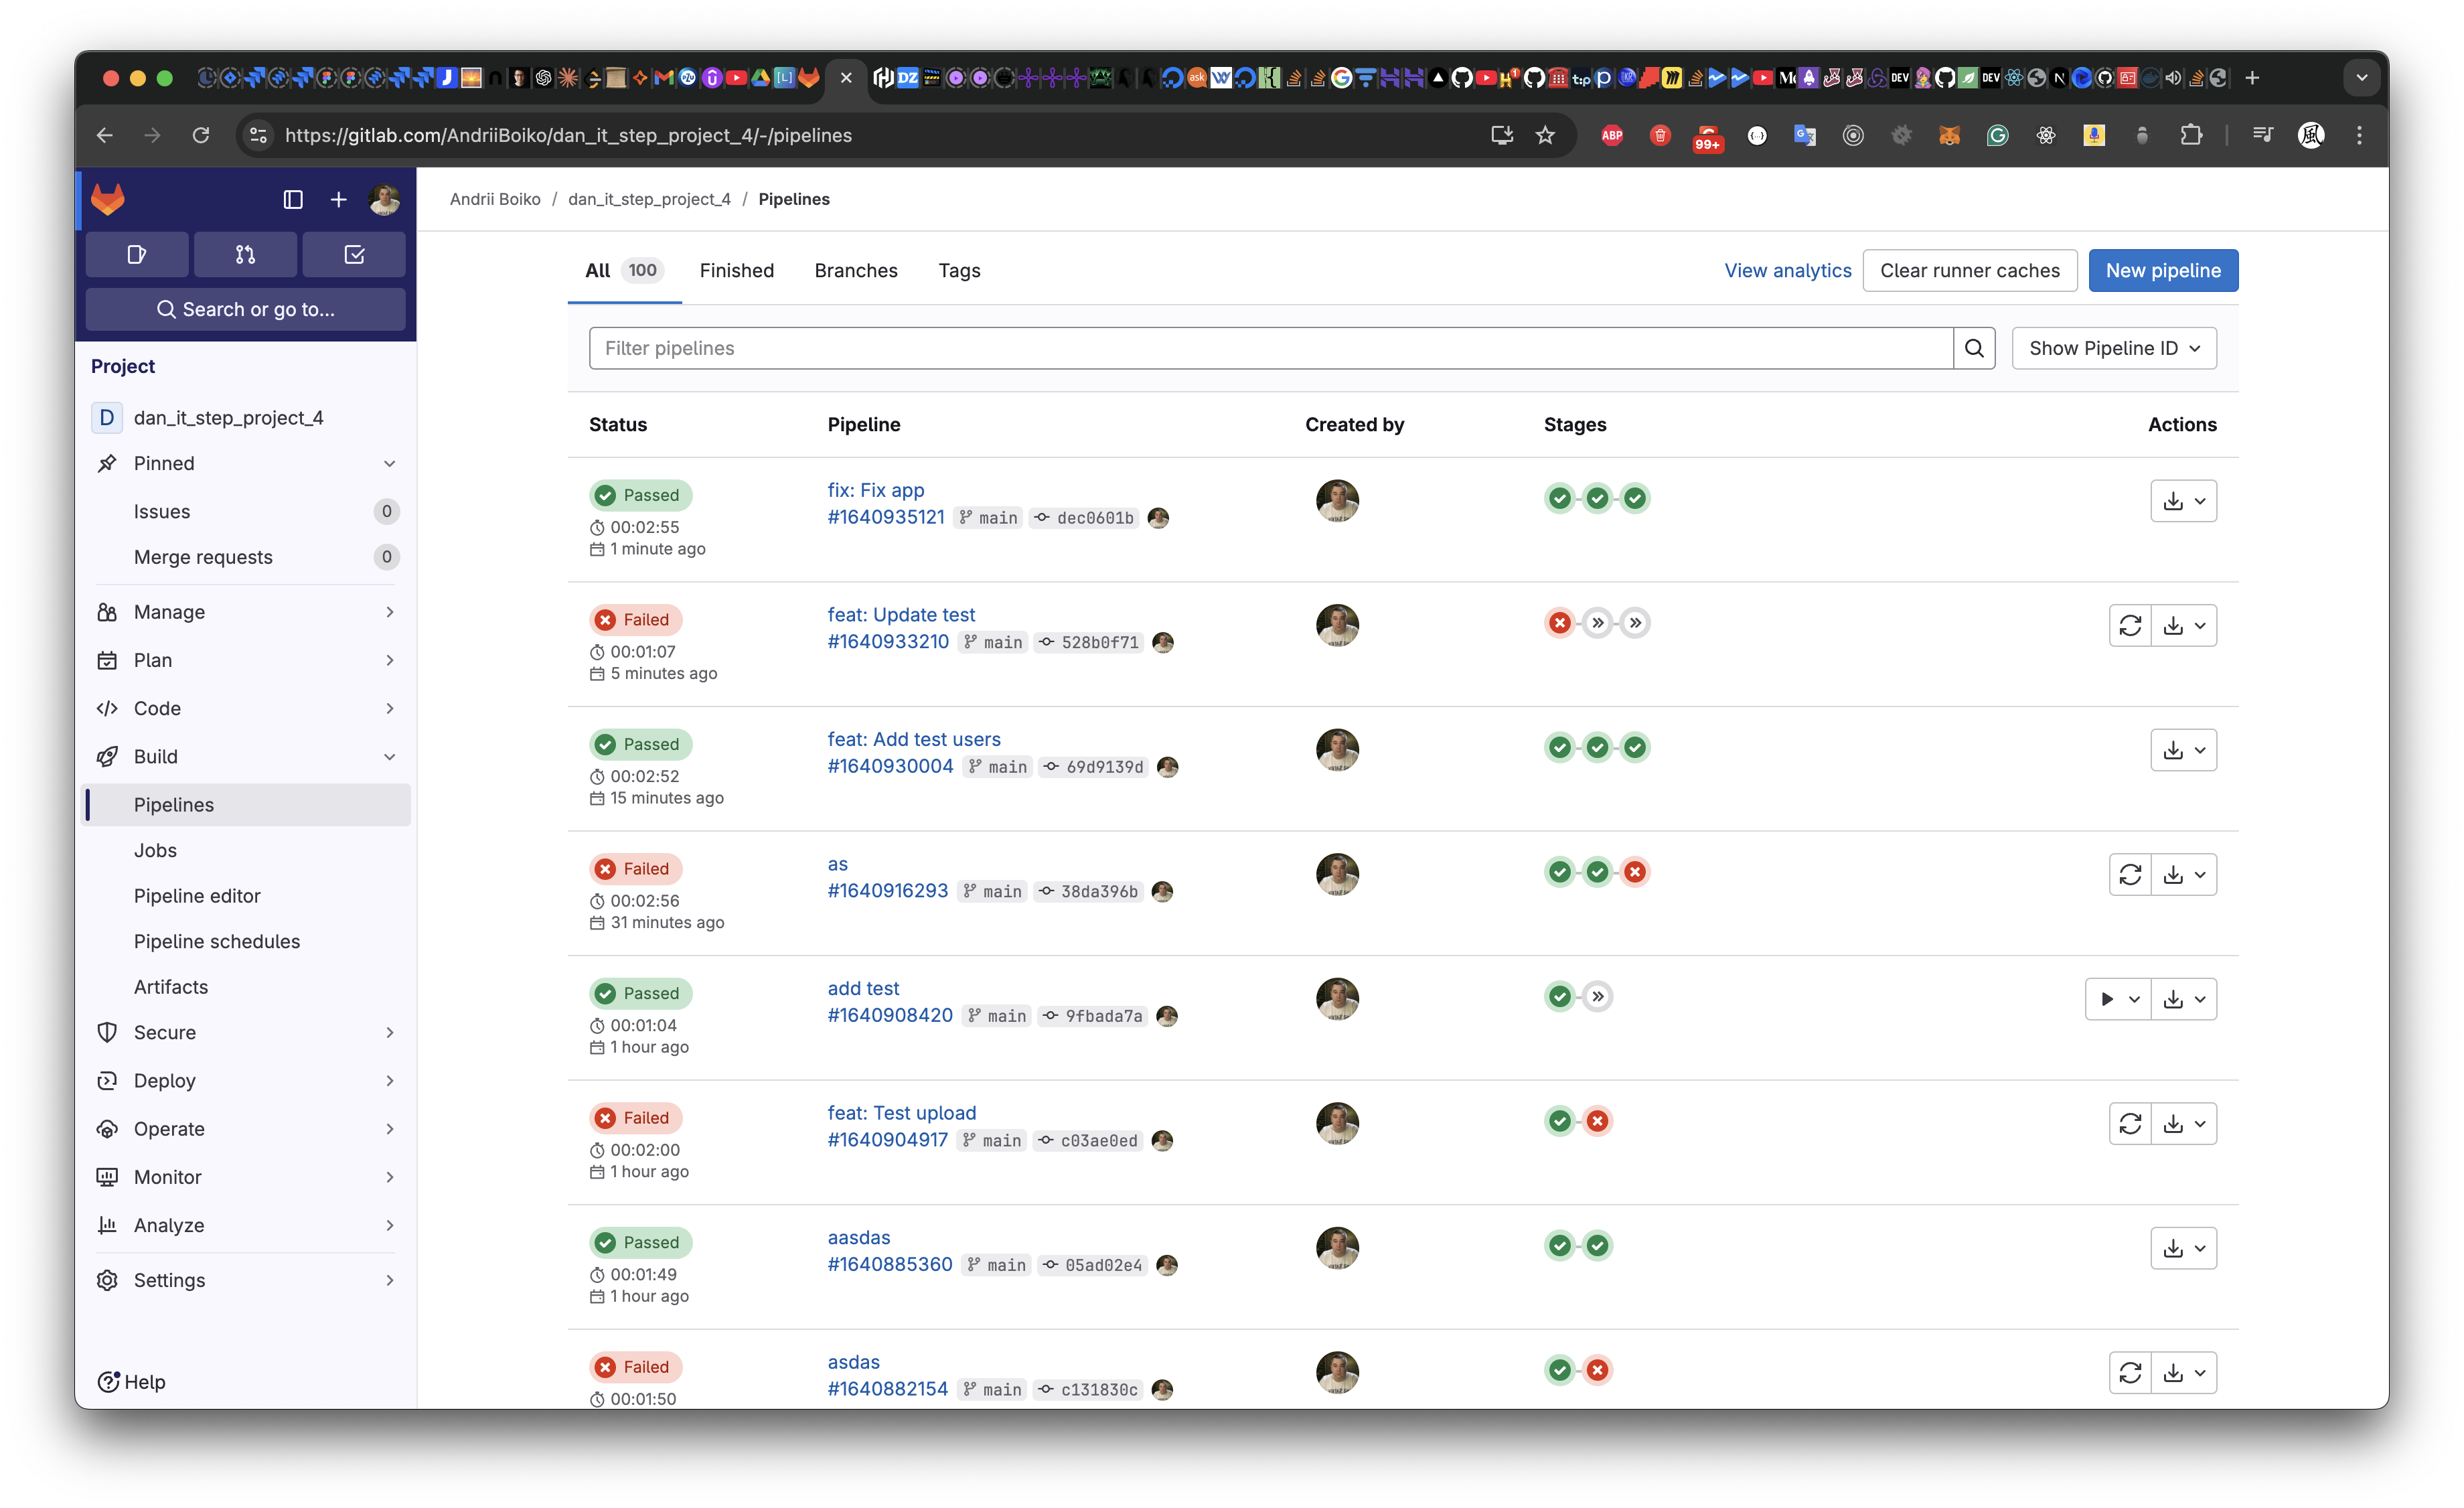 https://gitlab.com/AndriiBoiko/dan_it_step_project_4/-/pipelines
ABP
99+
Search or go to...
Project
D dan_it_step_project_4
Pinned
Issues 0
Merge requests 0
Manage
Plan
Code
Build
Pipelines
Jobs
Pipeline editor
Pipeline schedules
Artifacts
Secure
Deploy
Operate
Monitor
Analyze
Settings
Help
Andrii Boiko / dan_it_step_project_4 / Pipelines
All 100 Finished Branches Tags View analytics Clear runner caches New pipeline
Filter pipelines Show Pipeline ID
Status Pipeline Created by Stages Actions
Passed
00:02:55
1 minute ago
fix: Fix app
#1640935121 main dec0601b
Failed
00:01:07
5 minutes ago
feat: Update test
#1640933210 main 528b0f71
Passed
00:02:52
15 minutes ago
feat: Add test users
#1640930004 main 69d9139d
Failed
00:02:56
31 minutes ago
as
#1640916293 main 38da396b
Passed
00:01:04
1 hour ago
add test
#1640908420 main 9fbada7a
Failed
00:02:00
1 hour ago
feat: Test upload
#1640904917 main c03ae0ed
Passed
00:01:49
1 hour ago
aasdas
#1640885360 main 05ad02e4
Failed
00:01:50
asdas
#1640882154 main c131830c